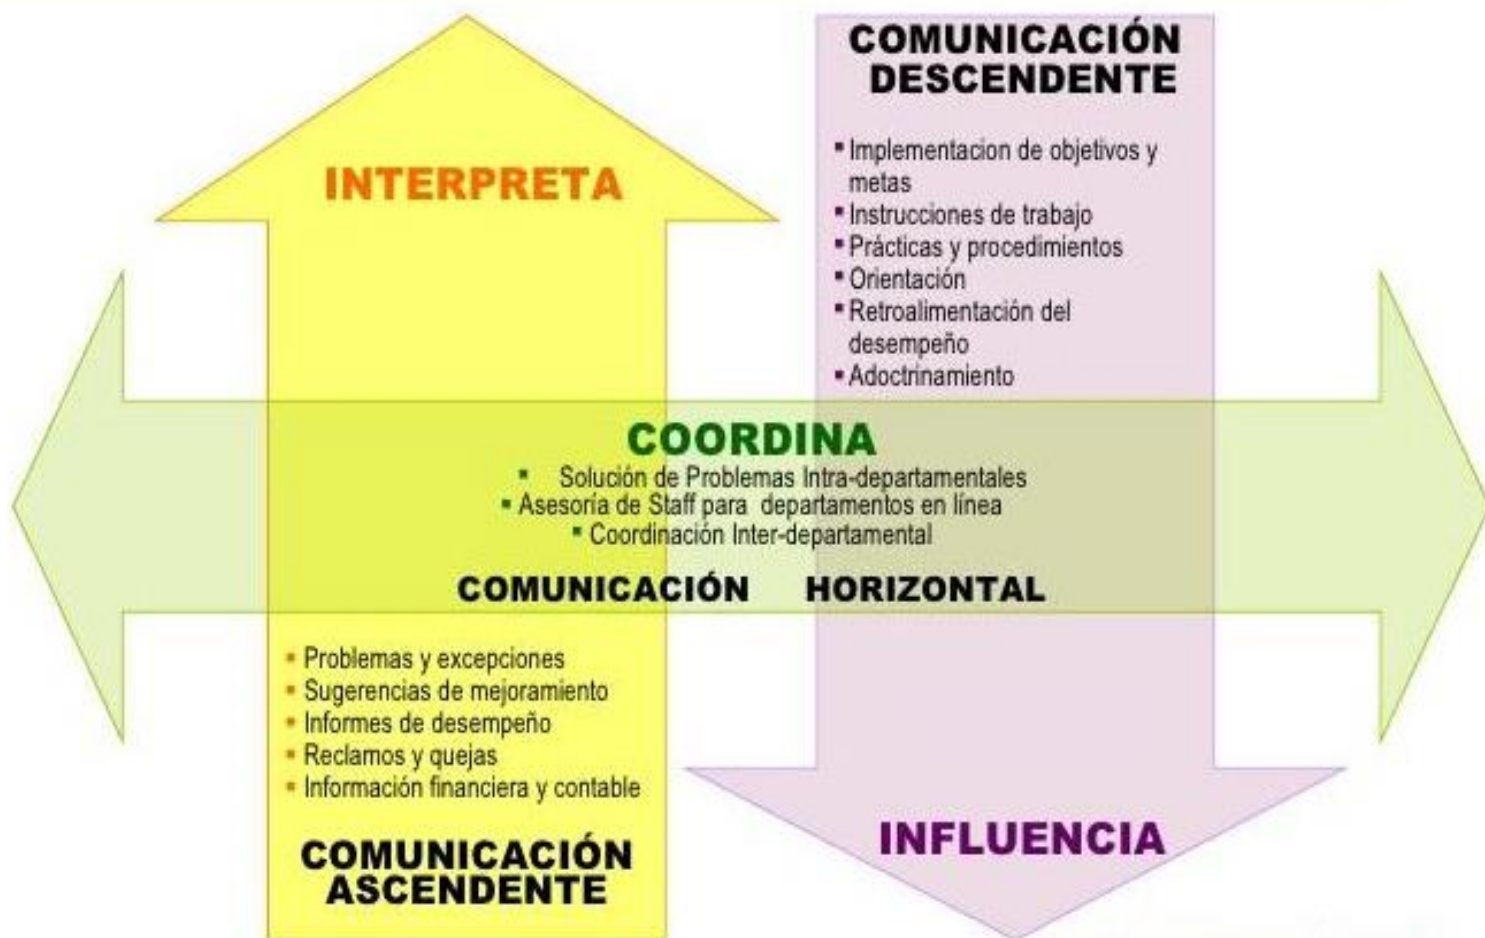 INTERPRETA
COMUNICACIÓN
DESCENDENTE
▪ Implementacion de objetivos y
metas
▪ Instrucciones de trabajo
▪ Prácticas y procedimientos
▪ Orientación
▪ Retroalimentación del
desempeño
▪ Adoctrinamiento
COORDINA
▪ Solución de Problemas Intra-departamentales
▪ Asesoría de Staff para departamentos en línea
▪ Coordinación Inter-departamental
COMUNICACIÓN HORIZONTAL
▪ Problemas y excepciones
▪ Sugerencias de mejoramiento
▪ Informes de desempeño
▪ Reclamos y quejas
▪ Información financiera y contable
COMUNICACIÓN
ASCENDENTE
INFLUENCIA